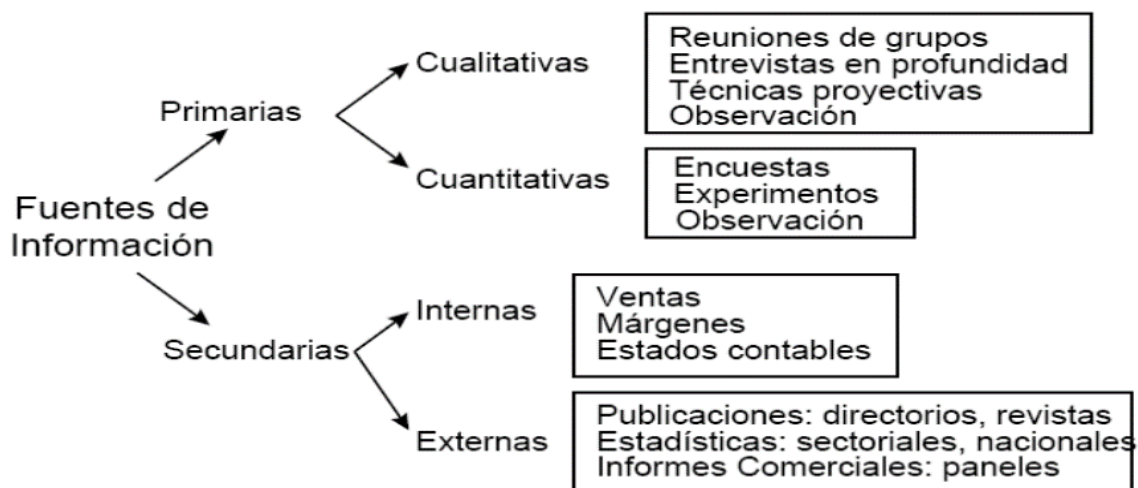 Fuentes de
Información
Primarias
Cualitativas
Reuniones de grupos
Entrevistas en profundidad
Técnicas proyectivas
Observación
Cuantitativas
Encuestas
Experimentos
Observación
Secundarias
Internas
Ventas
Márgenes
Estados contables
Externas
Publicaciones: directorios, revistas
Estadísticas: sectoriales, nacionales
Informes Comerciales: paneles